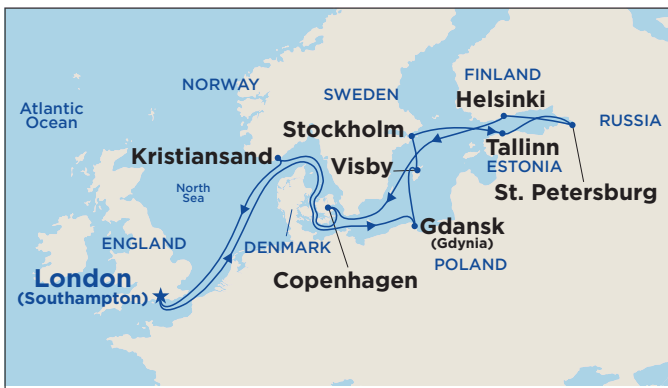 NORWAY
SWEDEN
FINLAND
Helsinki
Atlantic
Ocean
RUSSIA
Stockholm
Tallinn
Kristiansand
Visby
ESTONIA
North
Sea
St. Petersburg
ENGLAND
DENMARK
Gdansk
(Gdynia)
POLAND
London
(Southampton)
Copenhagen